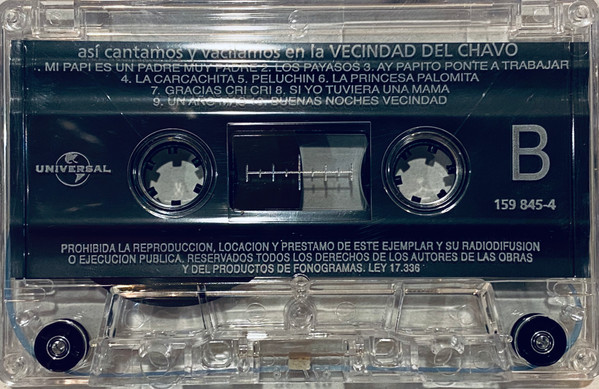 así cantamos y vacilamos en la VECINDAD DEL CHAVO
. MI PAPI ES UN PADRE MUY PADRE 2. LOS PAYASOS 3. AY PAPITO PONTE A TRABAJAR
4. LA CARCACHITA 5. PELUCHIN 6. LA PRINCESA PALOMITA
7. GRACIAS CRI CRI 8. SI YO TUVIERA UNA MAMA
9. UN AÑO MAS 10. BUENAS NOCHES VECINDAD
UNIVERSAL
B
159 845-4
PROHIBIDA LA REPRODUCCION, LOCACION Y PRESTAMO DE ESTE EJEMPLAR Y SU RADIODIFUSION
O EJECUCION PUBLICA. RESERVADOS TODOS LOS DERECHOS DE LOS AUTORES DE LAS OBRAS
Y DEL PRODUCTOS DE FONOGRAMAS. LEY 17.336